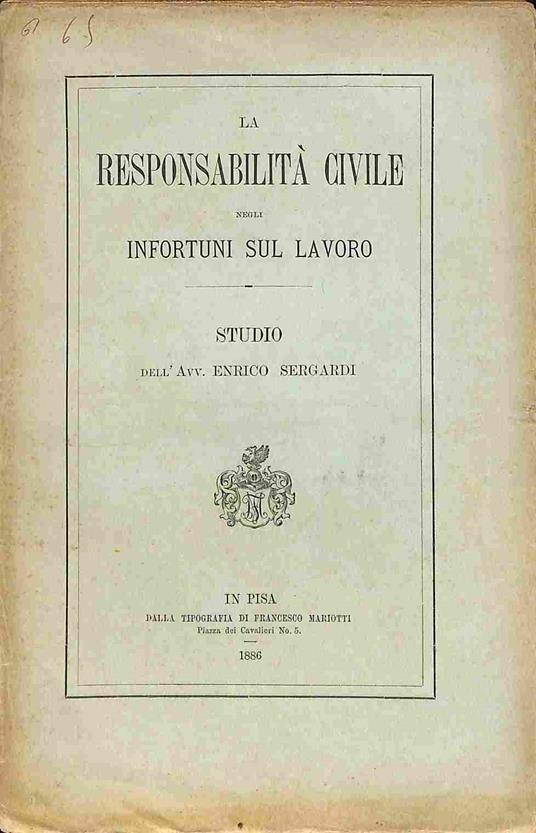 65
LA
RESPONSABILITÀ CIVILE
NEGLI
INFORTUNI SUL LAVORO
STUDIO
DELL' AVV. ENRICO SERGARDI
IN PISA
DALLA TIPOGRAFIA DI FRANCESCO MARIOTTI
Piazza dei Cavalieri No. 5.
1886